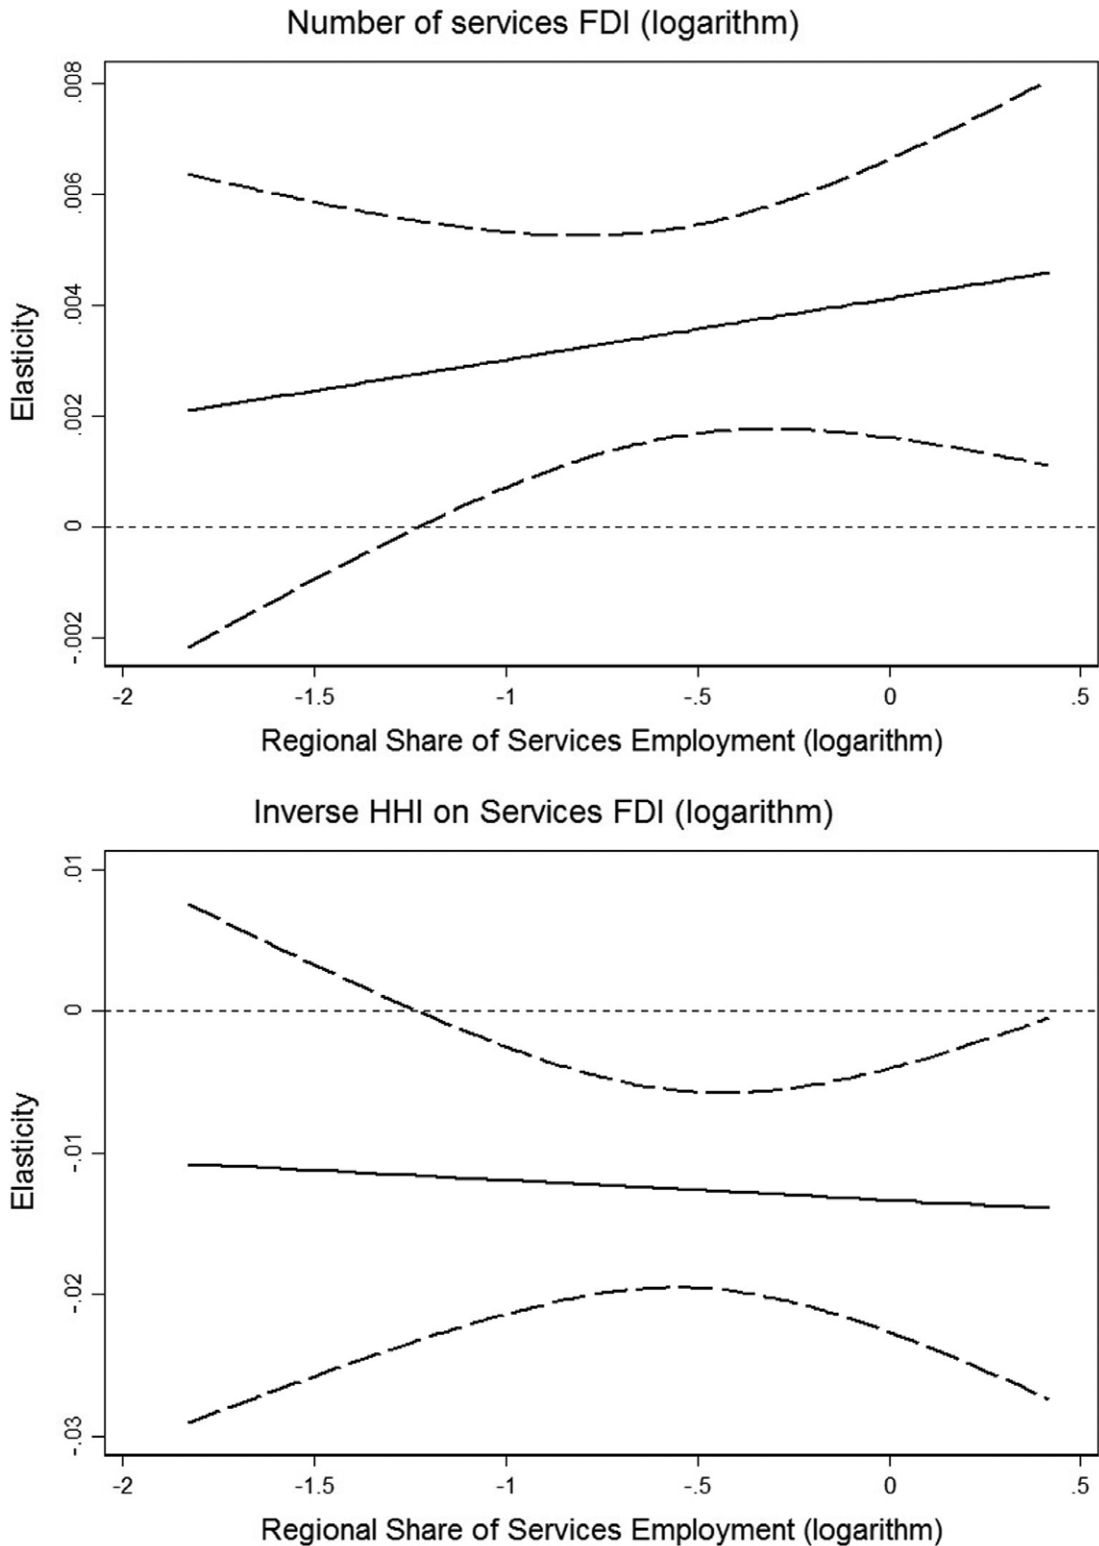 Number of services FDI (logarithm)
.008
.006
.004
.002
0
-.002
Elasticity
-2 -1.5 -1 -.5 0 .5
Regional Share of Services Employment (logarithm)
Inverse HHI on Services FDI (logarithm)
.01
0
-.01
-.02
-.03
Elasticity
-2 -1.5 -1 -.5 0 .5
Regional Share of Services Employment (logarithm)